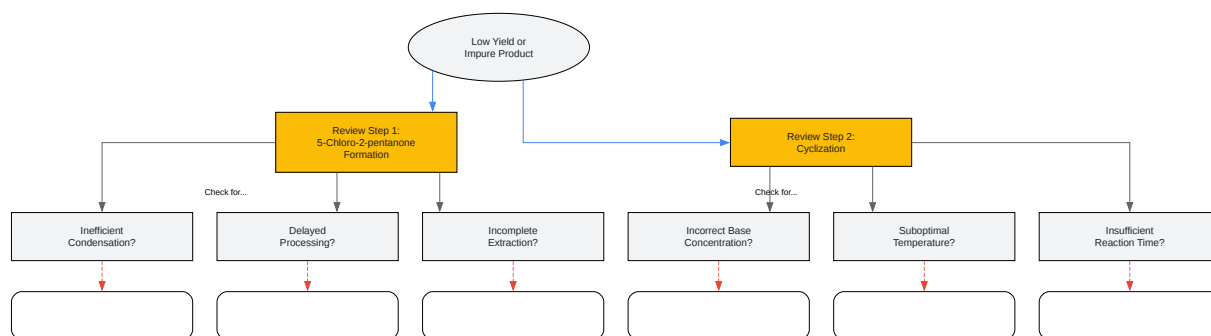 Low Yield or
Impure Product
Review Step 1:
5-Chloro-2-pentanone
Formation
Review Step 2:
Cyclization
Check for...
Check for...
Inefficient
Condensation?
Delayed
Processing?
Incomplete
Extraction?
Incorrect Base
Concentration?
Suboptimal
Temperature?
Insufficient
Reaction Time?